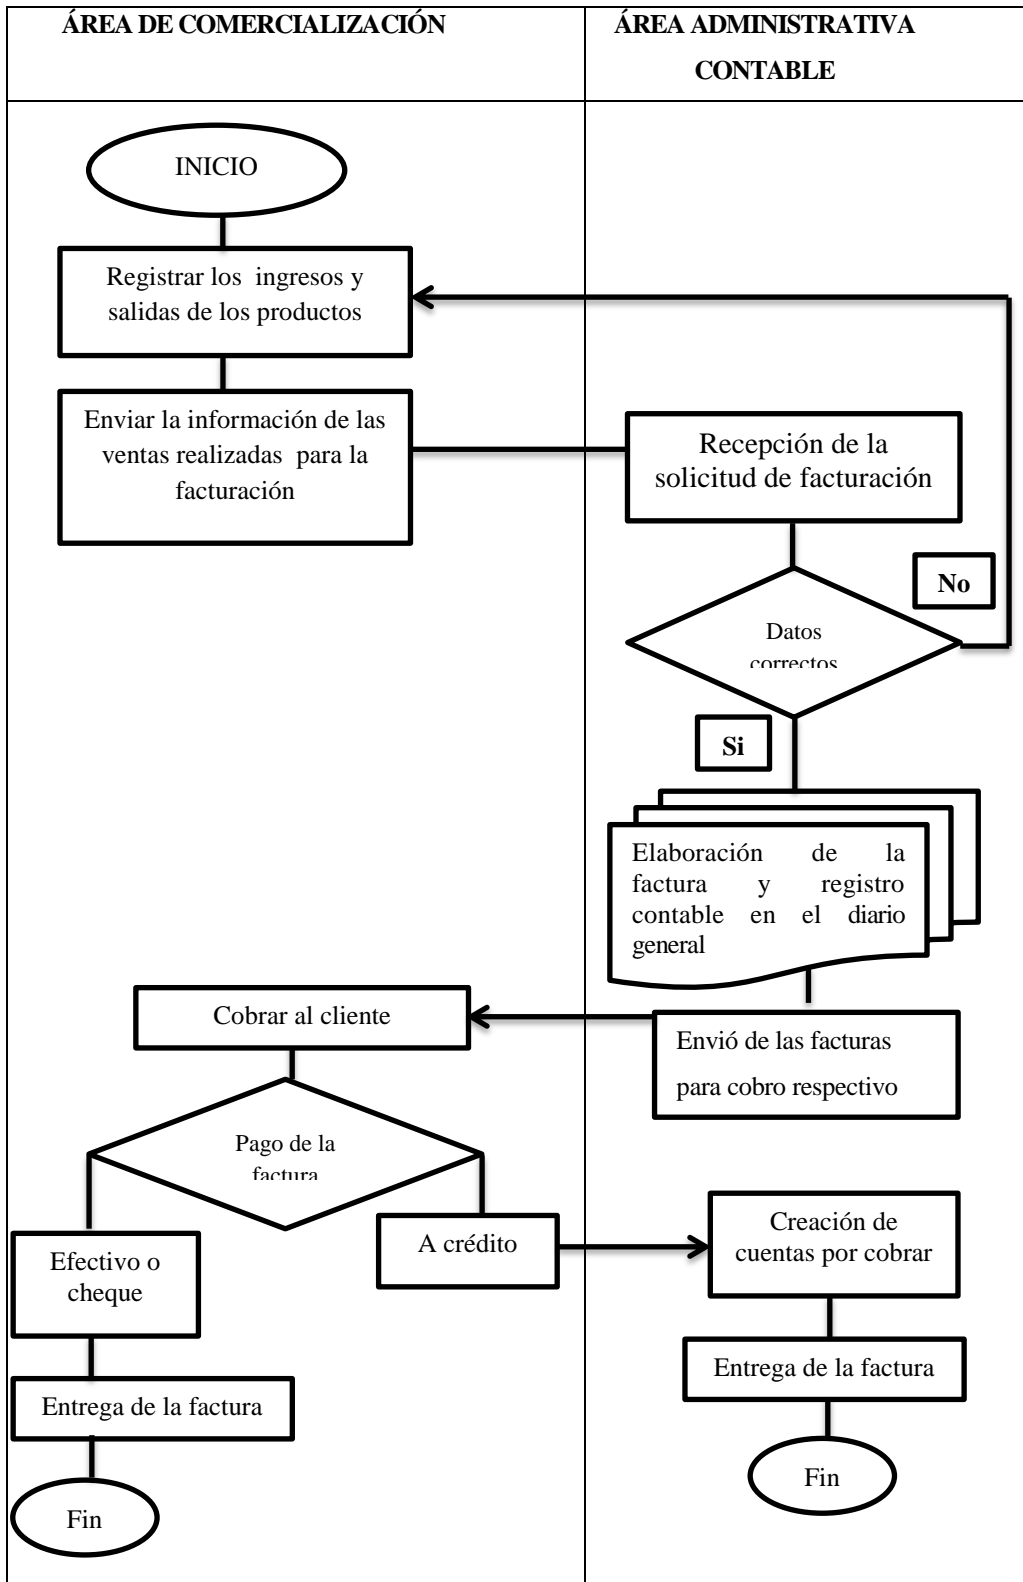 ÁREA DE COMERCIALIZACIÓN
ÁREA ADMINISTRATIVA
CONTABLE
INICIO
Registrar los ingresos y
salidas de los productos
Enviar la información de las
ventas realizadas para la
facturación
Recepción de la
solicitud de facturación
No
Datos
correctos
Si
Elaboración de la
factura y registro
contable en el diario
general
Cobrar al cliente
Envió de las facturas
para cobro respectivo
Pago de la
factura
A crédito
Creación de
cuentas por cobrar
Efectivo o
cheque
Entrega de la factura
Entrega de la factura
Fin
Fin